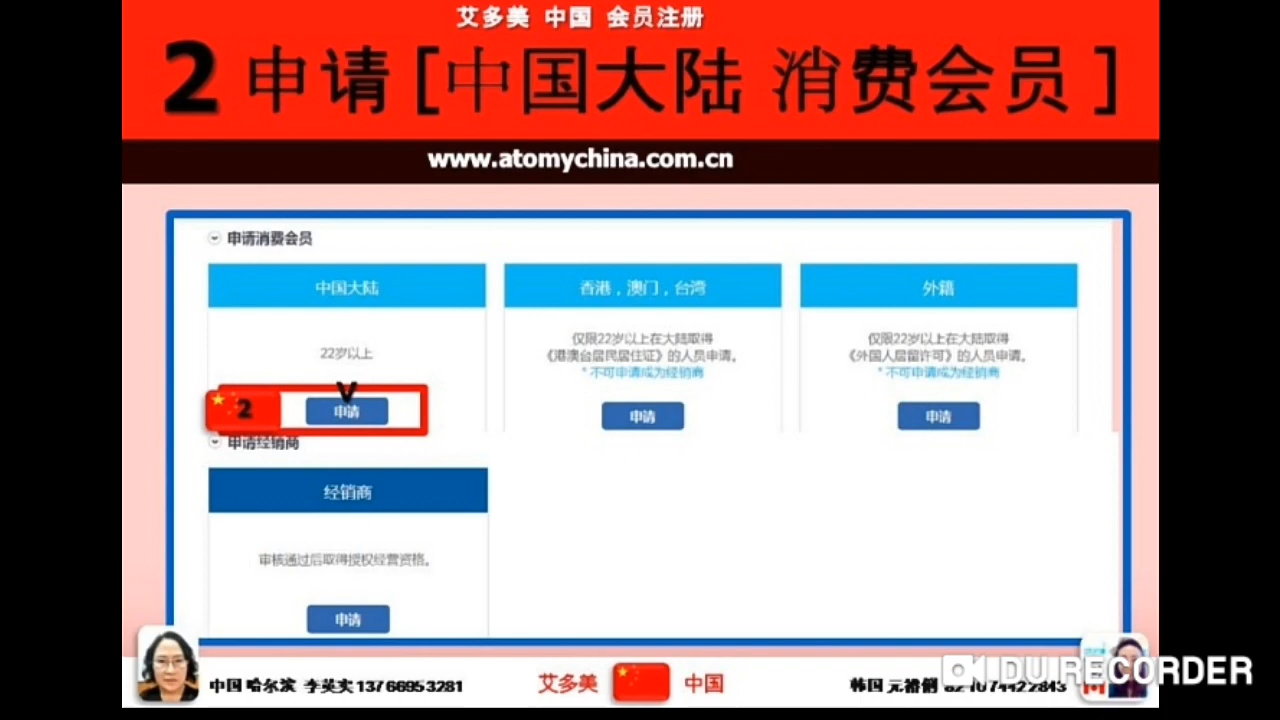 艾多美 中国 会员注册
2 申请 [中国大陆 消费会员 ]
www.atomychina.com.cn
申请消费会员
中国大陆
22岁以上
V
2 申请
香港，澳门，台湾
仅限22岁以上在大陆取得
《港澳台居民居住证》的人员申请。
*不可申请成为经销商
申请
外籍
仅限22岁以上在大陆取得
《外国人居留许可》的人员申请。
*不可申请成为经销商
申请
申请经销商
经销商
审核通过后取得授权经营资格。
申请
中国 哈尔滨 李英实 13766953281
艾多美 中国
韩国
DU RECORDER